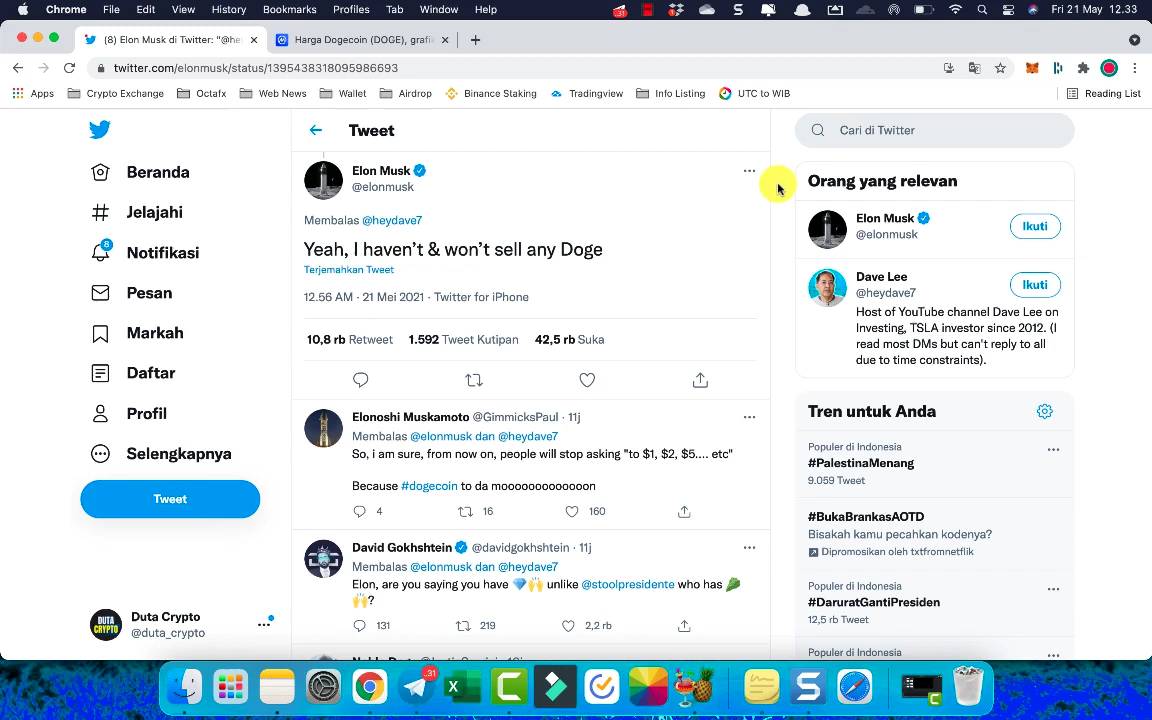 Chrome File Edit View History Bookmarks Profiles Tab Window Help Fri 21 May 12.33
(8) Elon Musk di Twitter: "@he
Harga Dogecoin (DOGE), grafi
twitter.com/elonmusk/status/1395438318095986693
Apps Crypto Exchange Octafx Web News Wallet Airdrop Binance Staking Tradingview Info Listing UTC to WIB Reading List
Beranda
Jelajahi
8
Notifikasi
Pesan
Markah
Daftar
Profil
Selengkapnya
Tweet
DUTA
CRYPTO
Duta Crypto
@duta_crypto
Tweet
Elon Musk
@elonmusk
Membalas @heydave7
Yeah, I haven’t & won’t sell any Doge
Terjemahkan Tweet
12.56 AM · 21 Mei 2021 · Twitter for iPhone
10,8 rb Retweet 1.592 Tweet Kutipan 42,5 rb Suka
Elonoshi Muskamoto @GimmicksPaul · 11j
Membalas @elonmusk dan @heydave7
So, i am sure, from now on, people will stop asking "to $1, $2, $5.... etc"
Because #dogecoin to da mooooooooooooon
4 16 160
David Gokhshtein @davidgokhshtein · 11j
Membalas @elonmusk dan @heydave7
Elon, are you saying you have 💎🙌 unlike @stoolpresidente who has 🥬
🙌?
131 219 2,2 rb
Cari di Twitter
Orang yang relevan
Elon Musk
@elonmusk
Ikuti
Dave Lee
@heydave7
Ikuti
Host of YouTube channel Dave Lee on
Investing, TSLA investor since 2012. (I
read most DMs but can't reply to all
due to time constraints).
Tren untuk Anda
Populer di Indonesia
#PalestinaMenang
9.059 Tweet
#BukaBrankasAOTD
Bisakah kamu pecahkan kodenya?
Dipromosikan oleh txtfromnetflik
Populer di Indonesia
#DaruratGantiPresiden
12,5 rb Tweet
Populer di Indonesia